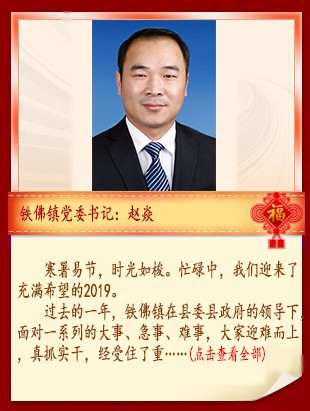 铁佛镇党委书记：赵焱
福
寒暑易节，时光如梭。忙碌中，我们迎来了
充满希望的2019。
过去的一年，铁佛镇在县委县政府的领导下，
面对一系列的大事、急事、难事，大家迎难而上
，真抓实干，经受住了重……(点击查看全部)